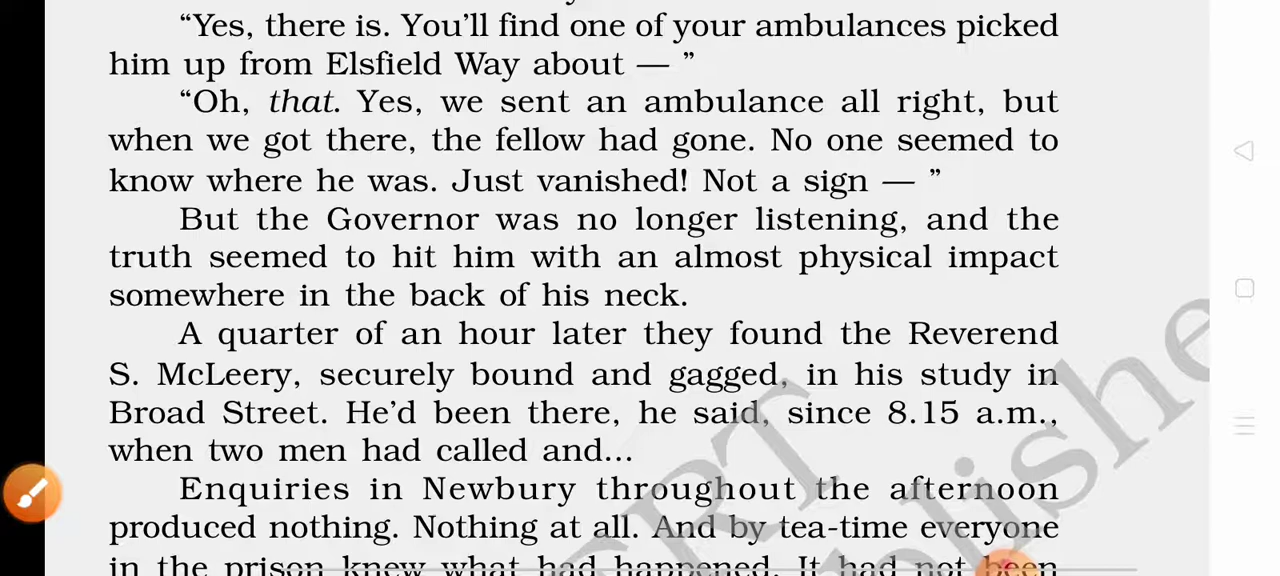 “Yes, there is. You’ll find one of your ambulances picked
him up from Elsfield Way about — ”
“Oh, that. Yes, we sent an ambulance all right, but
when we got there, the fellow had gone. No one seemed to
know where he was. Just vanished! Not a sign — ”
But the Governor was no longer listening, and the
truth seemed to hit him with an almost physical impact
somewhere in the back of his neck.
A quarter of an hour later they found the Reverend
S. McLeery, securely bound and gagged, in his study in
Broad Street. He’d been there, he said, since 8.15 a.m.,
when two men had called and...
Enquiries in Newbury throughout the afternoon
produced nothing. Nothing at all. And by tea-time everyone
in the prison knew what had happened. It had not been